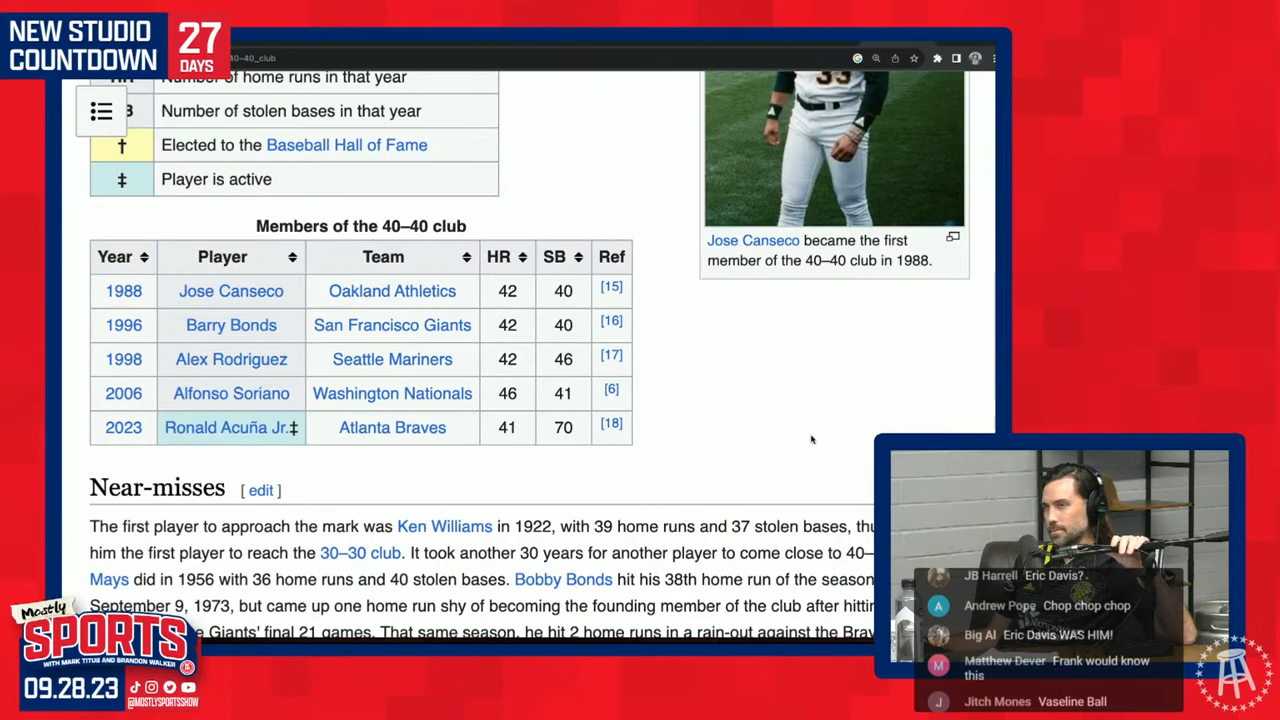 NEW STUDIO
COUNTDOWN
27
DAYS
40–40_club
Number of home runs in that year
Number of stolen bases in that year
† Elected to the Baseball Hall of Fame
‡ Player is active
33
Jose Canseco became the first
member of the 40–40 club in 1988.
Members of the 40–40 club
Year Player Team HR SB Ref
1988 Jose Canseco Oakland Athletics 42 40 [15]
1996 Barry Bonds San Francisco Giants 42 40 [16]
1998 Alex Rodriguez Seattle Mariners 42 46 [17]
2006 Alfonso Soriano Washington Nationals 46 41 [6]
2023 Ronald Acuña Jr.‡ Atlanta Braves 41 70 [18]
Near-misses [ edit ]
The first player to approach the mark was Ken Williams in 1922, with 39 home runs and 37 stolen bases,
him the first player to reach the 30–30 club. It took another 30 years for another player to come close to 40–
Mays did in 1956 with 36 home runs and 40 stolen bases. Bobby Bonds hit his 38th home run of the season
September 9, 1973, but came up one home run shy of becoming the founding member of the club after
Giants' final 21 games. That same season, he hit 2 home runs in a rain-out against the
JB Harrell Eric Davis?
A Andrew Pope Chop chop chop
Big Al Eric Davis WAS HIM!
M Matthew Dever Frank would know
this
J Jitch Mones Vaseline Ball
Mostly
SPORTS
WITH MARK TITUS AND BRANDON WALKER
09.28.23
@MOSTLYSPORTSSHOW